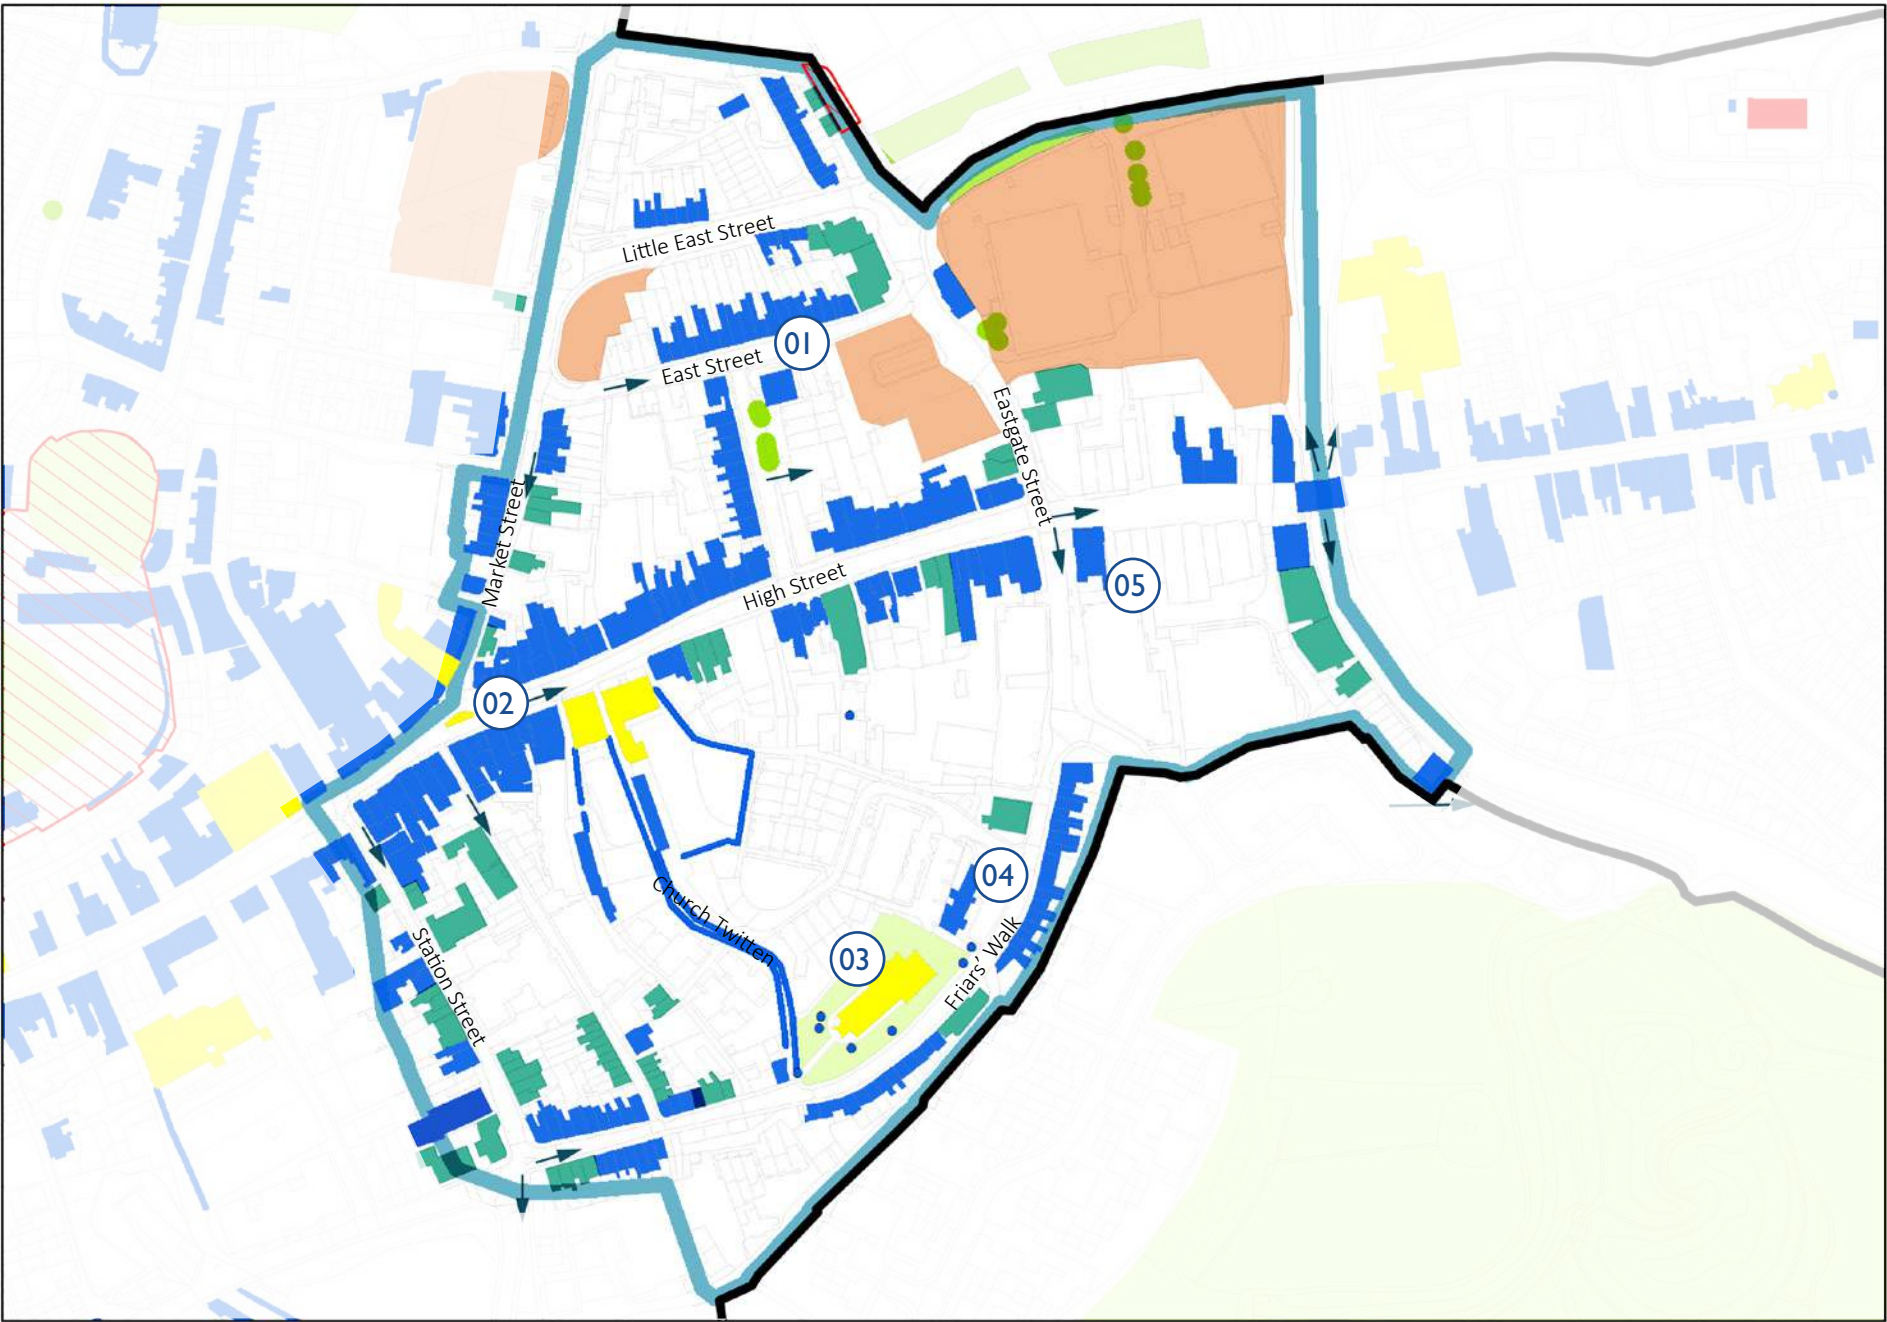 Little East Street
01
East Street
Eastgate Street
Market Street
High Street
05
02
04
Church Twitten
03
Friars' Walk
Station Street